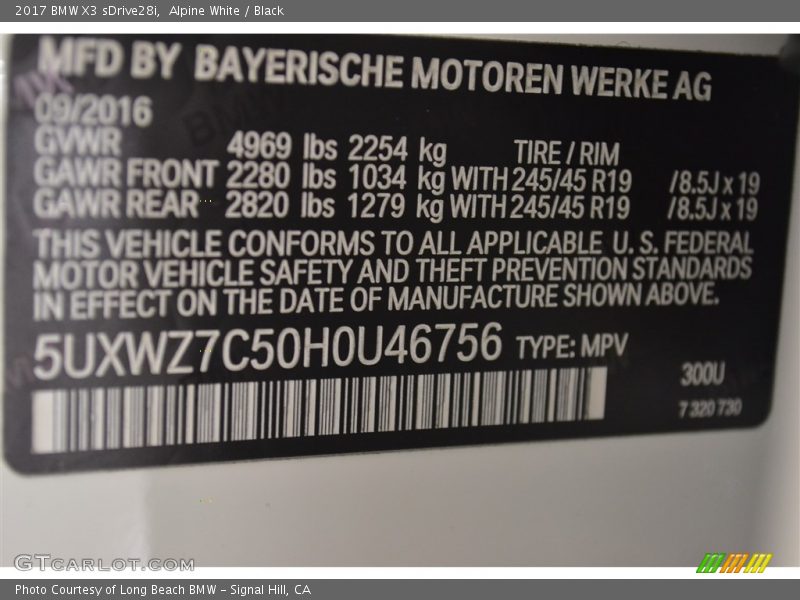 2017 BMW X3 sDrive28i, Alpine White / Black
MFD BY BAYERISCHE MOTOREN WERKE AG
09/2016
GVWR 4969 lbs 2254 kg TIRE / RIM
GAWR FRONT 2280 lbs 1034 kg WITH 245/45 R19 /8.5J x 19
GAWR REAR 2820 lbs 1279 kg WITH 245/45 R19 /8.5J x 19
THIS VEHICLE CONFORMS TO ALL APPLICABLE U. S. FEDERAL
MOTOR VEHICLE SAFETY AND THEFT PREVENTION STANDARDS
IN EFFECT ON THE DATE OF MANUFACTURE SHOWN ABOVE.
5UXWZ7C50H0U46756 TYPE: MPV
300U
7 320 730
GTCARLOT.COM
Photo Courtesy of Long Beach BMW – Signal Hill, CA